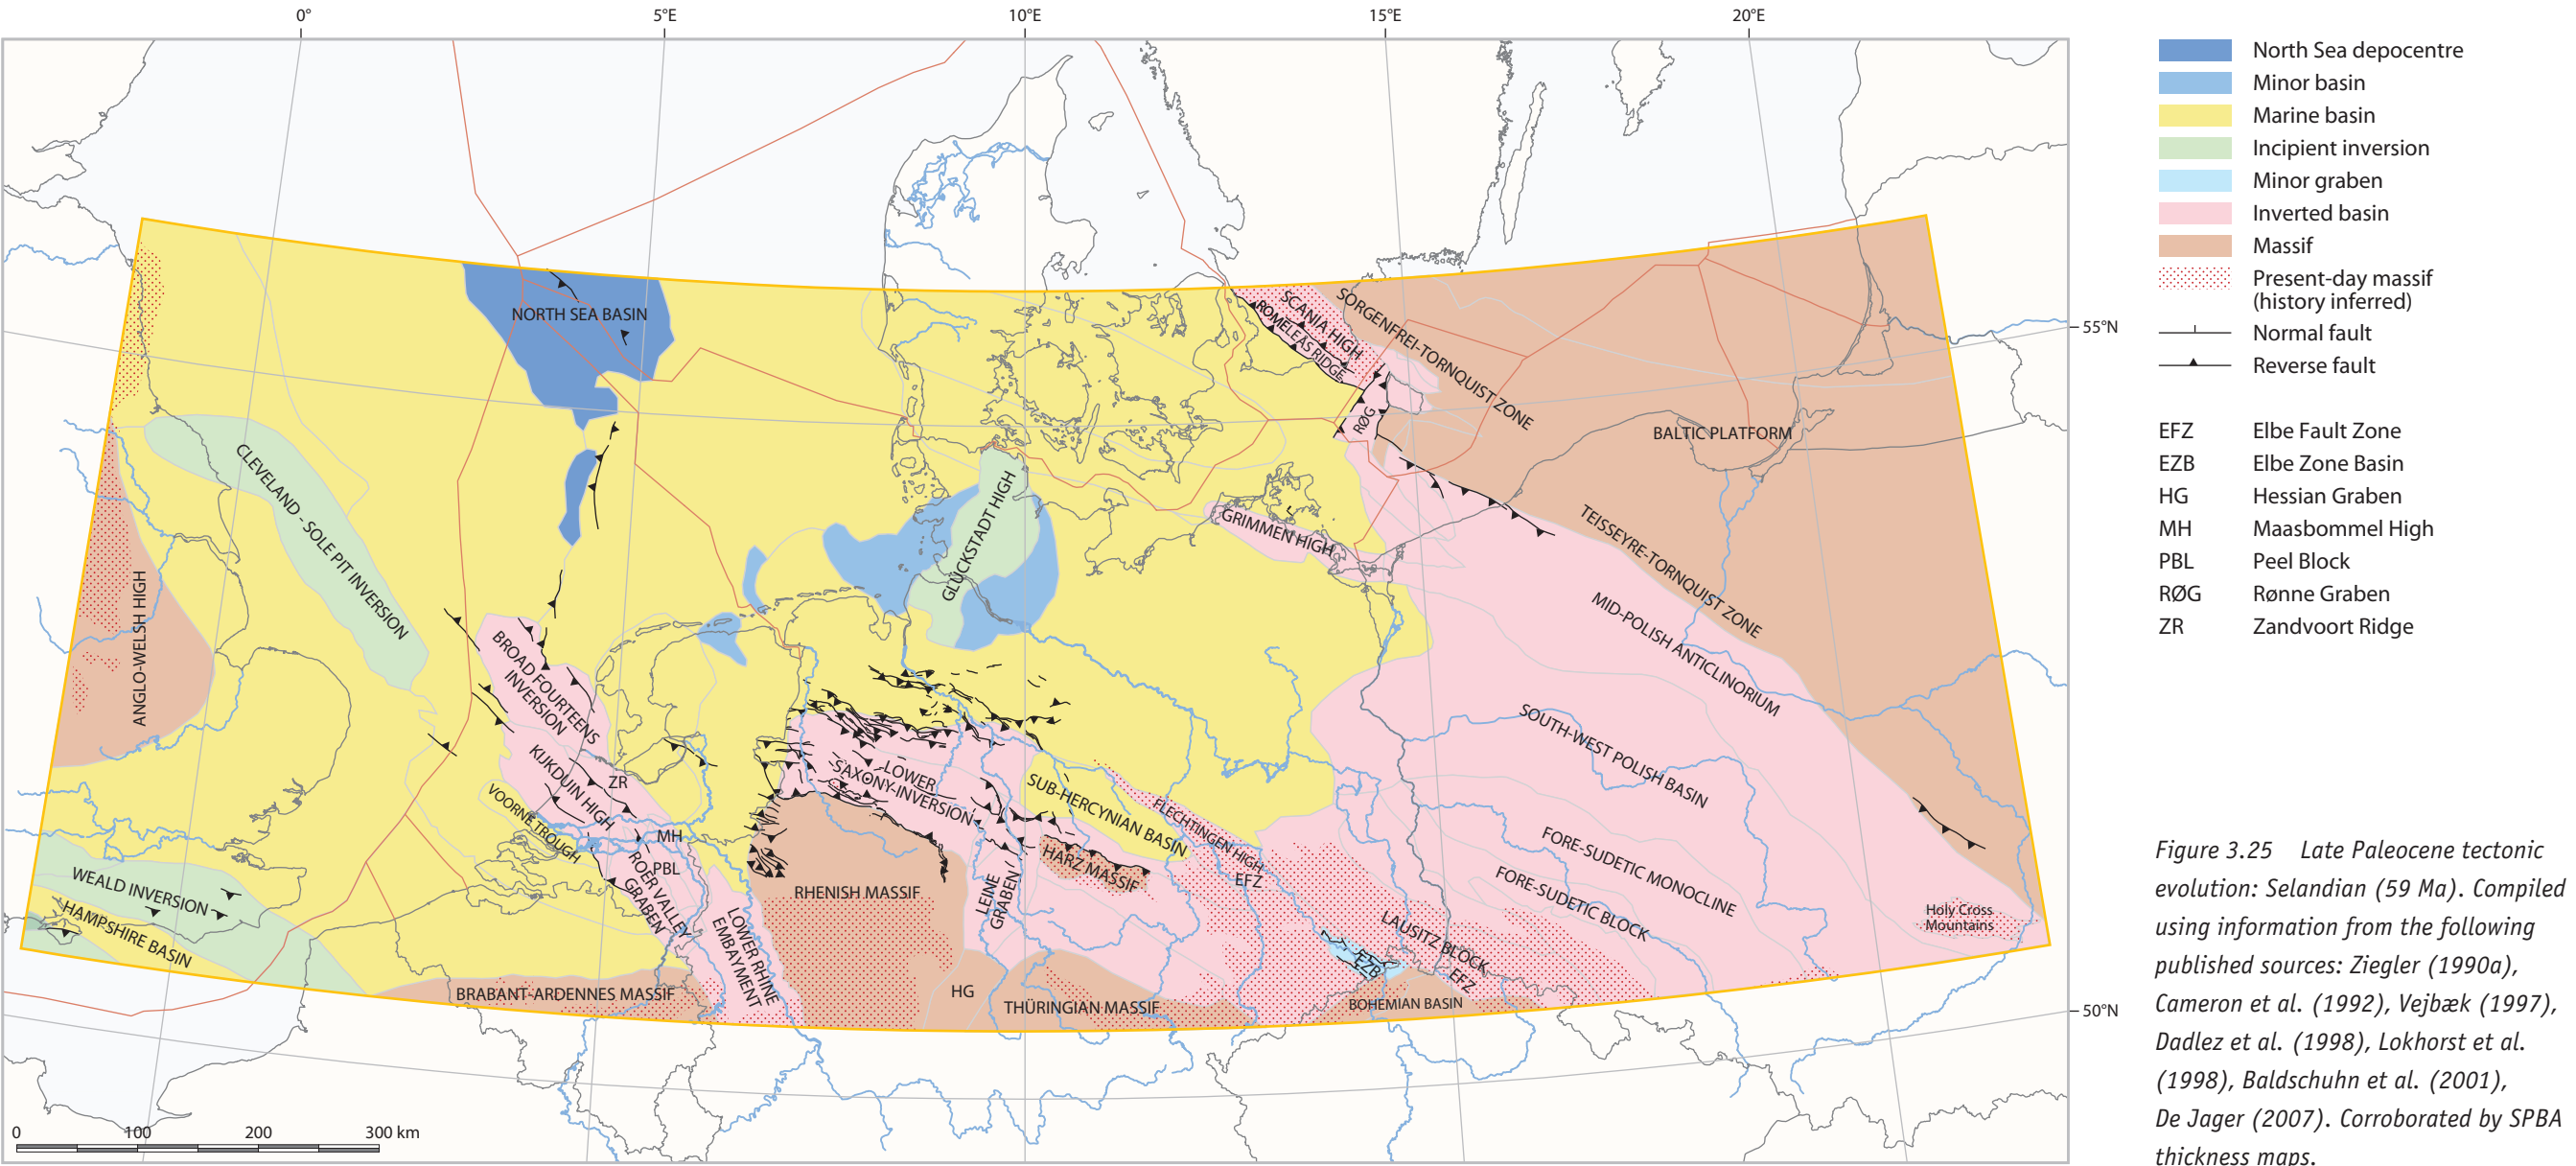 0°
5°E
10°E
15°E
20°E
55°N
50°N
NORTH SEA BASIN
SCANIA HIGH
ROMELEAS RIDGE
SORGENFREI-TORNQUIST ZONE
RØG
BALTIC PLATFORM
CLEVELAND - SOLE PIT INVERSION
GLÜCKSTADT HIGH
GRIMMEN HIGH
TEISSEYRE-TORNQUIST ZONE
ANGLO-WELSH HIGH
MID-POLISH ANTICLINORIUM
BROAD FOURTEENS
INVERSION
SOUTH-WEST POLISH BASIN
KIJKDUIN HIGH
ZR
LOWER
SAXONY-INVERSION
SUB-HERCYNIAN BASIN
VOORNE TROUGH
FLECHTINGEN HIGH
MH
PBL
ROER VALLEY
GRABEN
HARZ MASSIF
EFZ
FORE-SUDETIC MONOCLINE
WEALD INVERSION
HAMPSHIRE BASIN
RHENISH MASSIF
LEINE
GRABEN
FORE-SUDETIC BLOCK
LOWER RHINE
EMBAYMENT
LAUSITZ BLOCK
Holy Cross
Mountains
EZB
EFZ
BRABANT-ARDENNES MASSIF
HG
THÜRINGIAN MASSIF
BOHEMIAN BASIN
0 100 200 300 km
North Sea depocentre
Minor basin
Marine basin
Incipient inversion
Minor graben
Inverted basin
Massif
Present-day massif
(history inferred)
Normal fault
Reverse fault
EFZ Elbe Fault Zone
EZB Elbe Zone Basin
HG Hessian Graben
MH Maasbommel High
PBL Peel Block
RØG Rønne Graben
ZR Zandvoort Ridge
Figure 3.25 Late Paleocene tectonic
evolution: Selandian (59 Ma). Compiled
using information from the following
published sources: Ziegler (1990a),
Cameron et al. (1992), Vejbæk (1997),
Dadlez et al. (1998), Lokhorst et al.
(1998), Baldschuhn et al. (2001),
De Jager (2007). Corroborated by SPBA
thickness maps.